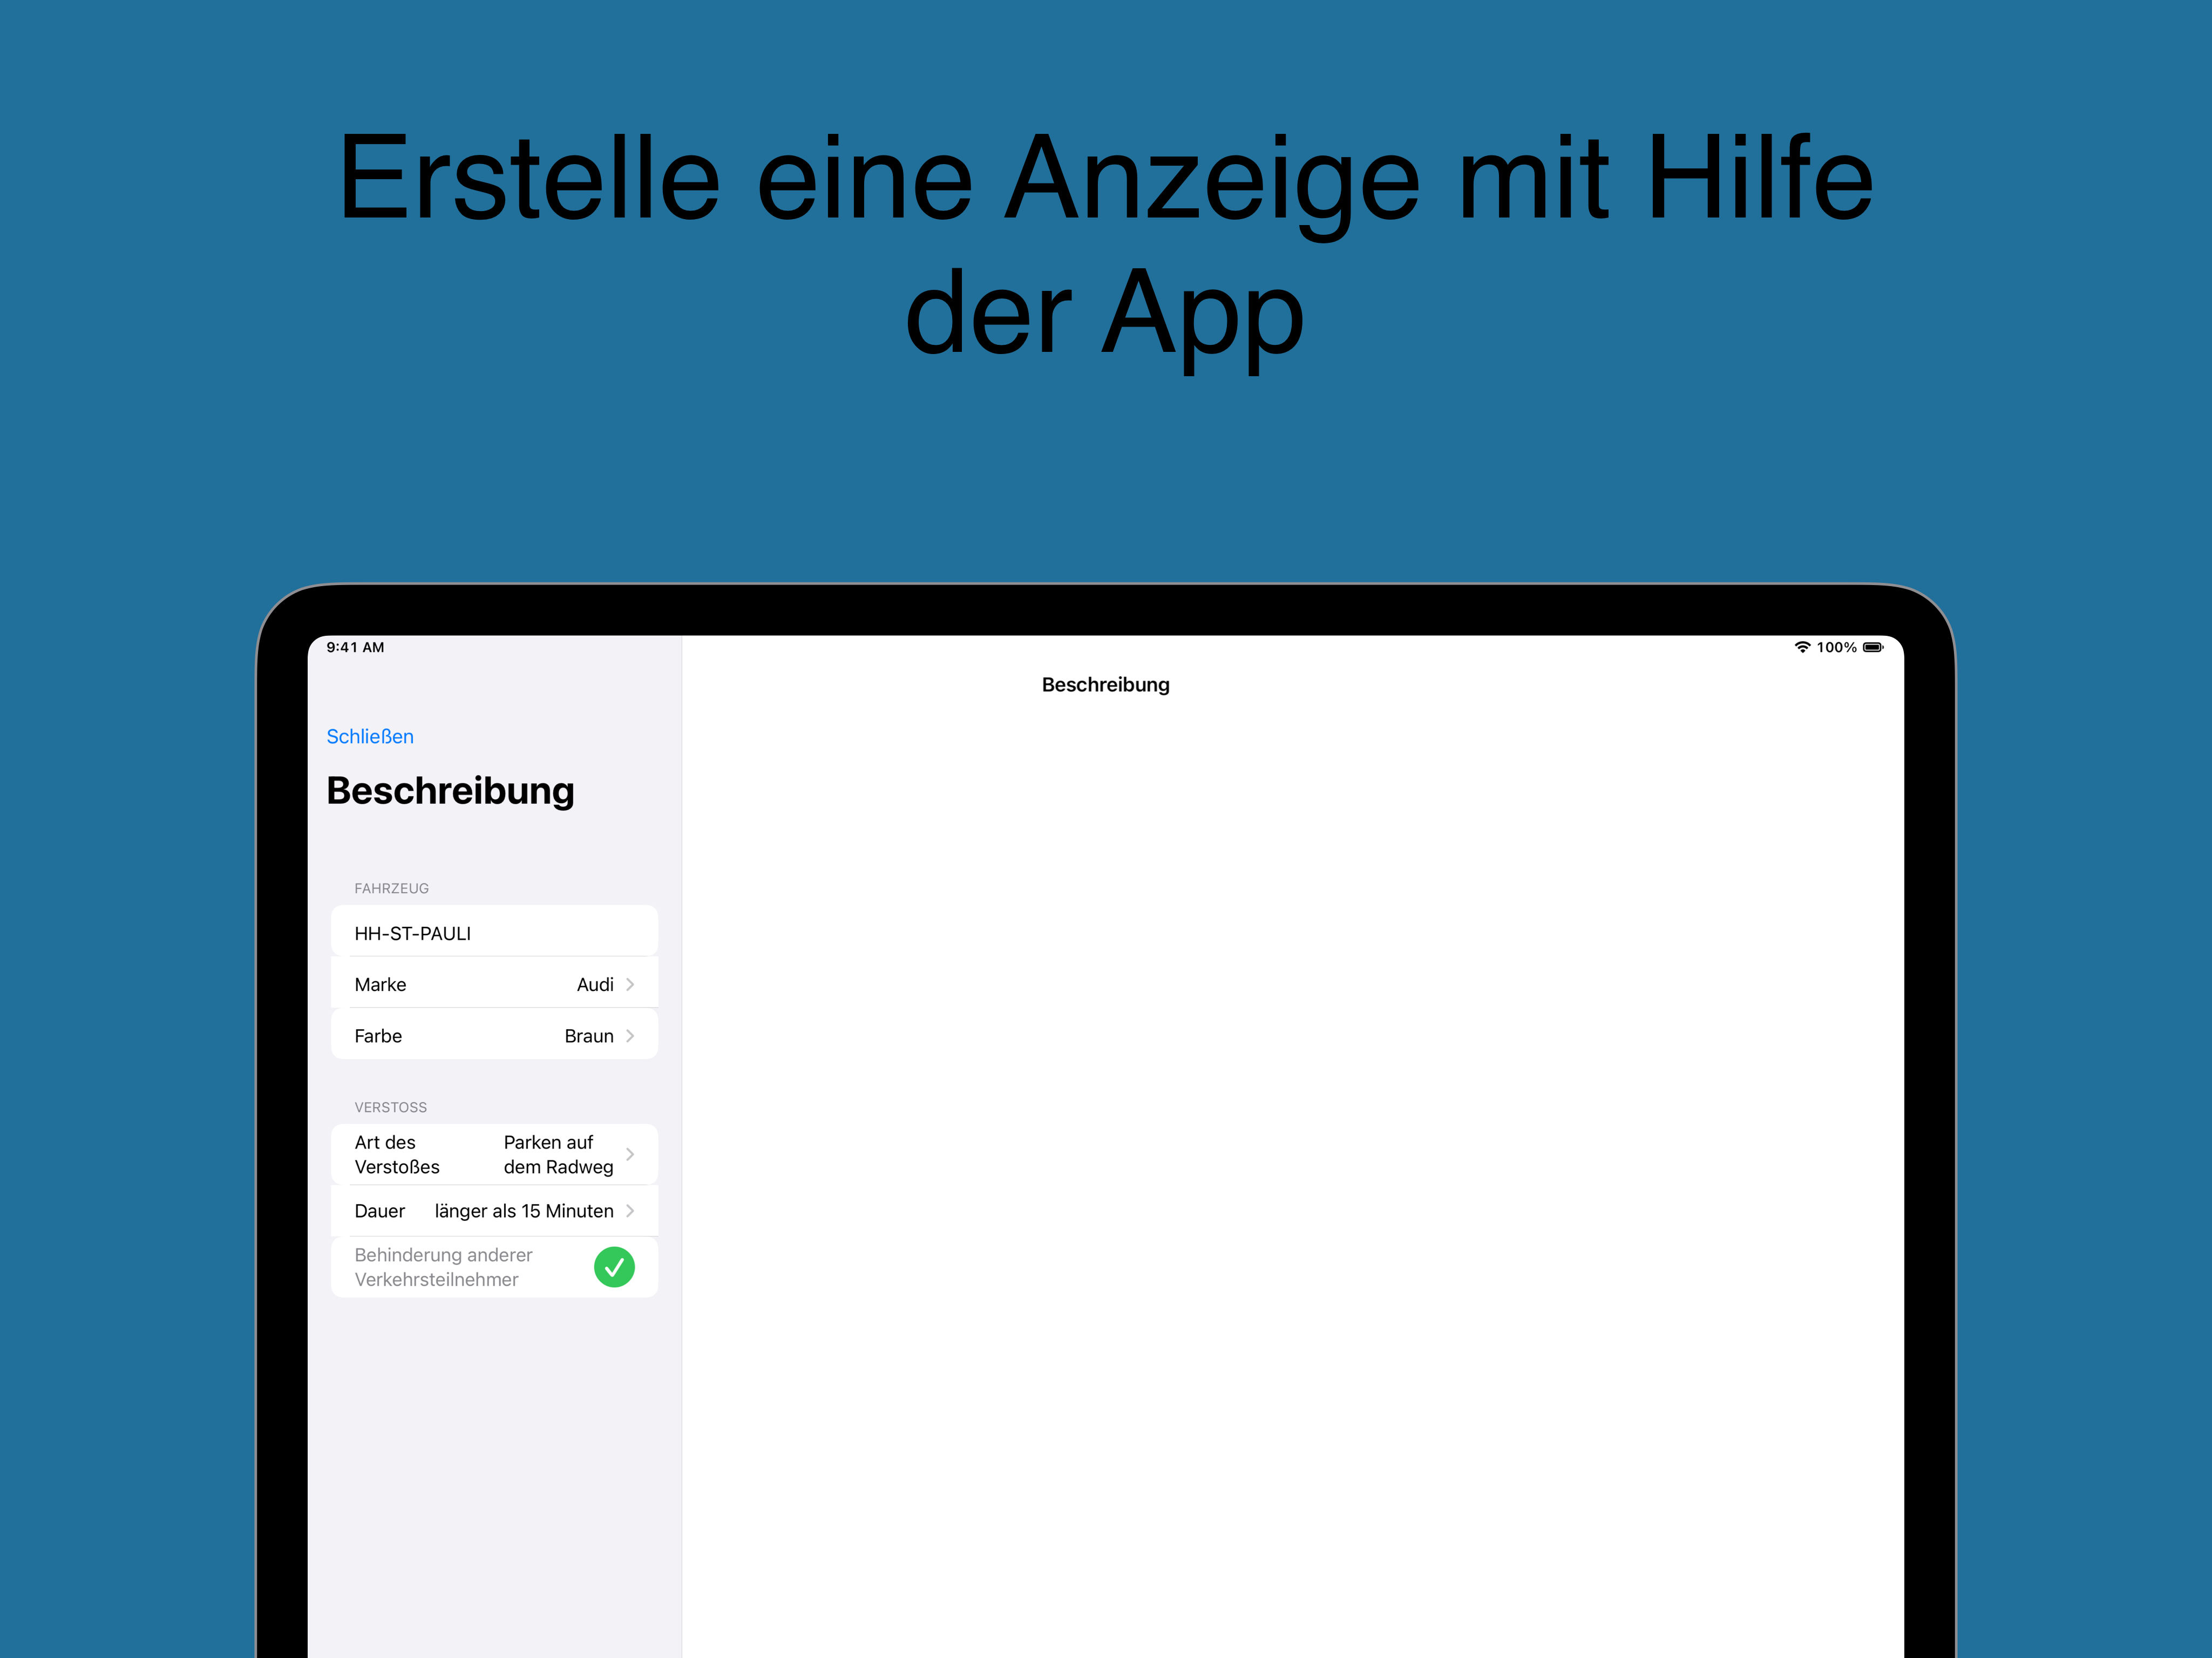 Erstelle eine Anzeige mit Hilfe
der App
9:41 AM
100%
Beschreibung
Schließen
Beschreibung
FAHRZEUG
HH-ST-PAULI
Marke Audi
Farbe Braun
VERSTOSS
Art des
Verstoßes
Parken auf
dem Radweg
Dauer länger als 15 Minuten
Behinderung anderer
Verkehrsteilnehmer